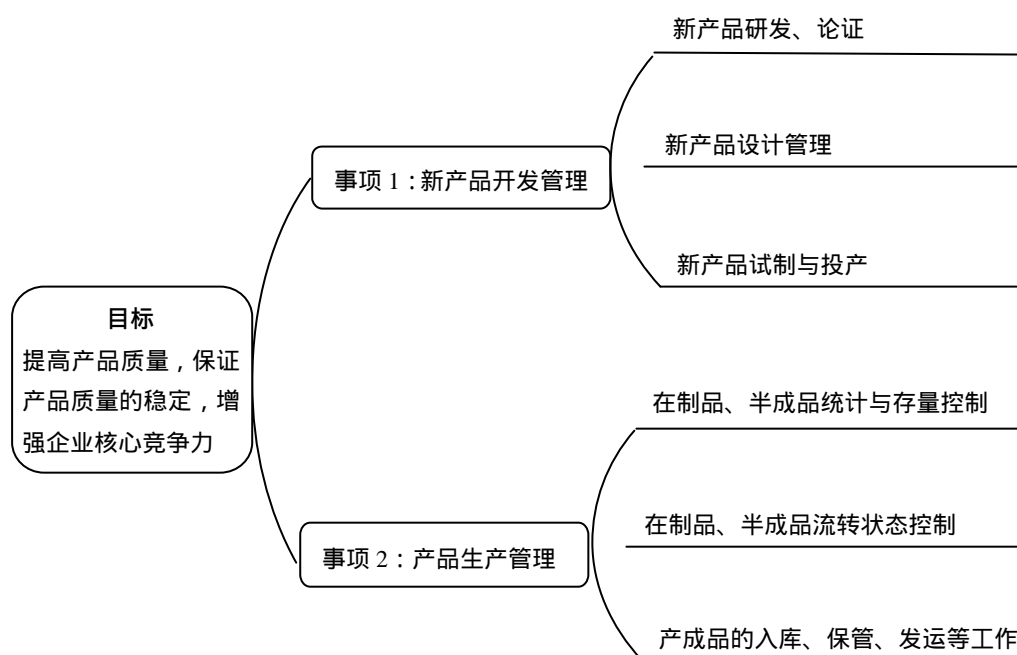 新产品研发、论证
新产品设计管理
事项 1：新产品开发管理
新产品试制与投产
目标
提高产品质量，保证
产品质量的稳定，增
强企业核心竞争力
在制品、半成品统计与存量控制
在制品、半成品流转状态控制
事项 2：产品生产管理
产成品的入库、保管、发运等工作